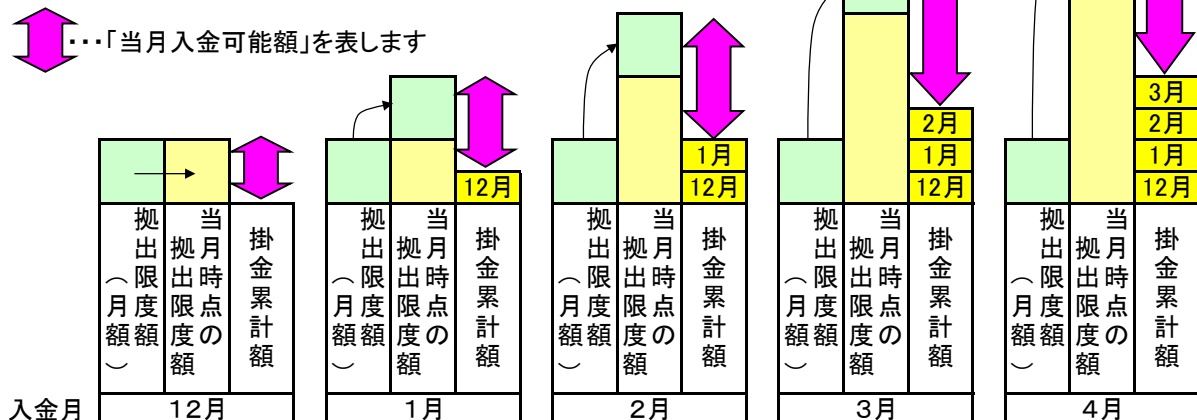 ・・・「当月入金可能額」を表します
12月
1月
12月
2月
1月
12月
3月
2月
1月
12月
拠出限度額
（月額）
当月時点の
拠出限度額
掛金累計額
拠出限度額
（月額）
当月時点の
拠出限度額
掛金累計額
拠出限度額
（月額）
当月時点の
拠出限度額
掛金累計額
拠出限度額
（月額）
当月時点の
拠出限度額
掛金累計額
拠出限度額
（月額）
当月時点の
拠出限度額
掛金累計額
入金月 12月 1月 2月 3月 4月